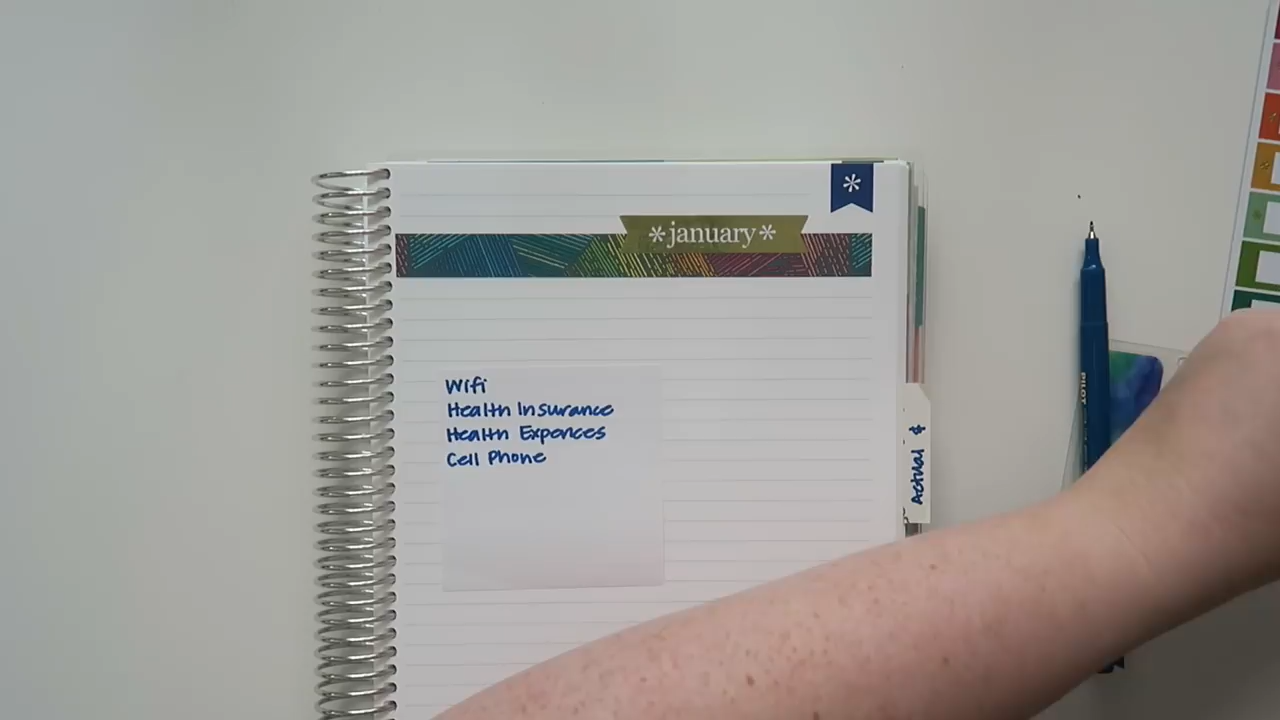 *
*january*
Wifi
Health Insurance
Health Expences
Cell Phone
Actual $
PILOT